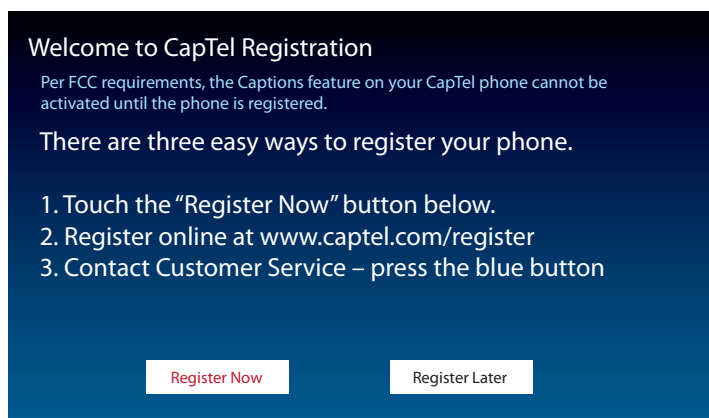 Welcome to CapTel Registration
Per FCC requirements, the Captions feature on your CapTel phone cannot be
activated until the phone is registered.
There are three easy ways to register your phone.
1. Touch the “Register Now” button below.
2. Register online at www.captel.com/register
3. Contact Customer Service – press the blue button
Register Now
Register Later